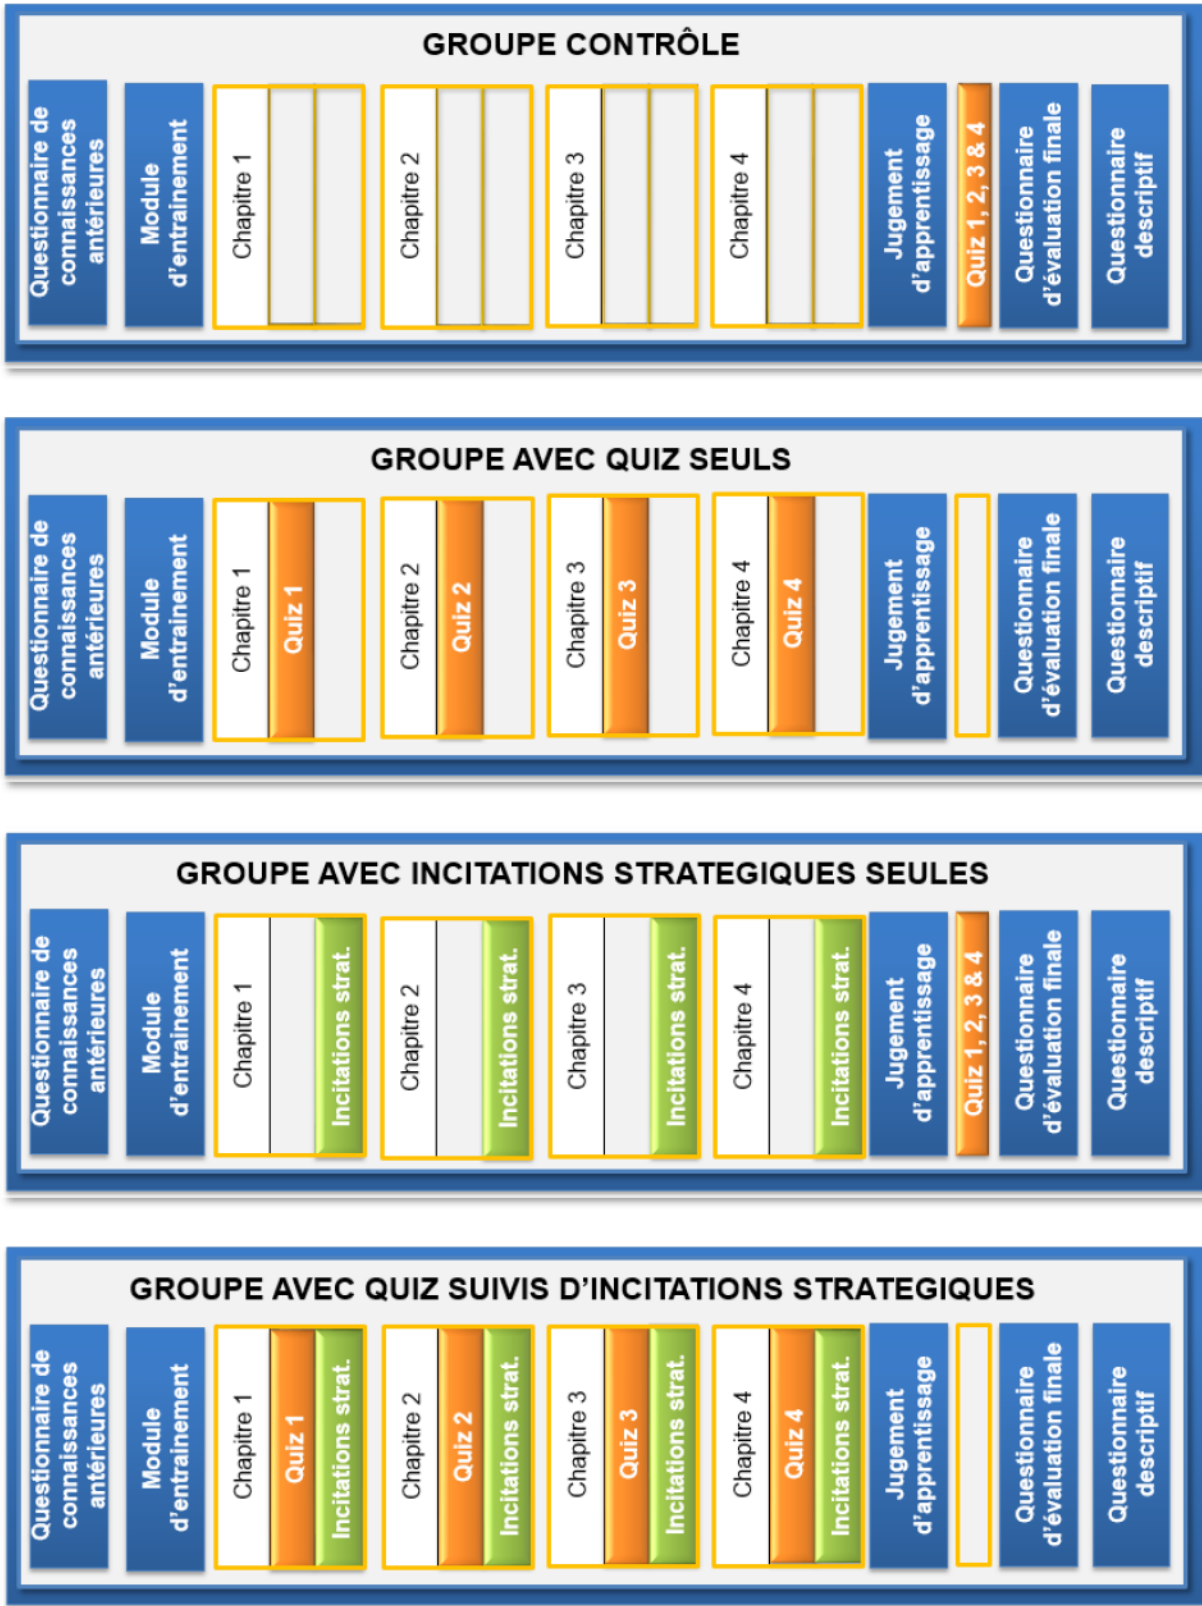 GROUPE CONTRÔLE
Questionnaire de
connaissances
antérieures
Module
d'entrainement
Chapitre 1
Chapitre 2
Chapitre 3
Chapitre 4
Jugement
d'apprentissage
Quiz 1, 2, 3 & 4
Questionnaire
d'évaluation finale
Questionnaire
descriptif
GROUPE AVEC QUIZ SEULS
Questionnaire de
connaissances
antérieures
Module
d'entrainement
Chapitre 1
Quiz 1
Chapitre 2
Quiz 2
Chapitre 3
Quiz 3
Chapitre 4
Quiz 4
Jugement
d'apprentissage
Questionnaire
d'évaluation finale
Questionnaire
descriptif
GROUPE AVEC INCITATIONS STRATEGIQUES SEULES
Questionnaire de
connaissances
antérieures
Module
d'entrainement
Chapitre 1
Incitations strat.
Chapitre 2
Incitations strat.
Chapitre 3
Incitations strat.
Chapitre 4
Incitations strat.
Jugement
d'apprentissage
Quiz 1, 2, 3 & 4
Questionnaire
d'évaluation finale
Questionnaire
descriptif
GROUPE AVEC QUIZ SUIVIS D'INCITATIONS STRATEGIQUES
Questionnaire de
connaissances
antérieures
Module
d'entrainement
Chapitre 1
Quiz 1
Incitations strat.
Chapitre 2
Quiz 2
Incitations strat.
Chapitre 3
Quiz 3
Incitations strat.
Chapitre 4
Quiz 4
Incitations strat.
Jugement
d'apprentissage
Questionnaire
d'évaluation finale
Questionnaire
descriptif